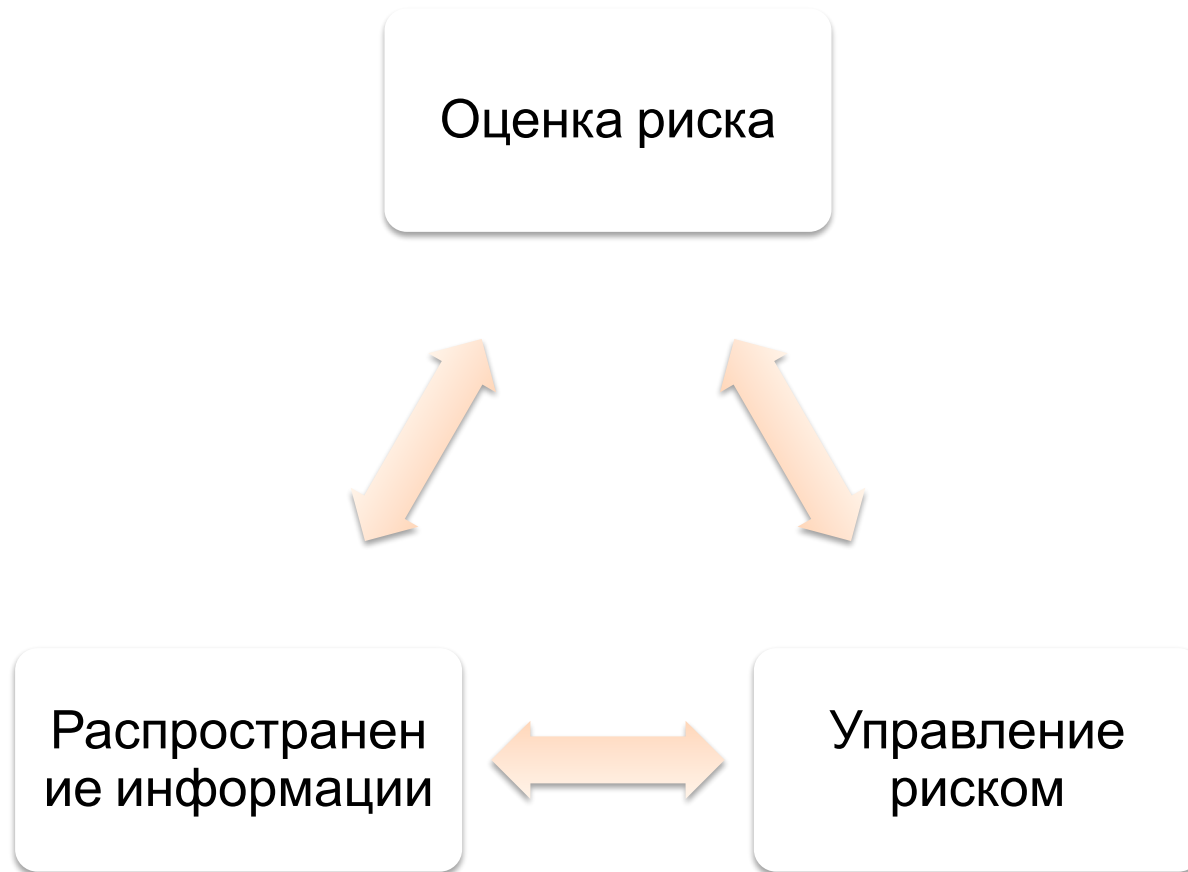 Оценка риска
Распространен
ие информации
Управление
риском